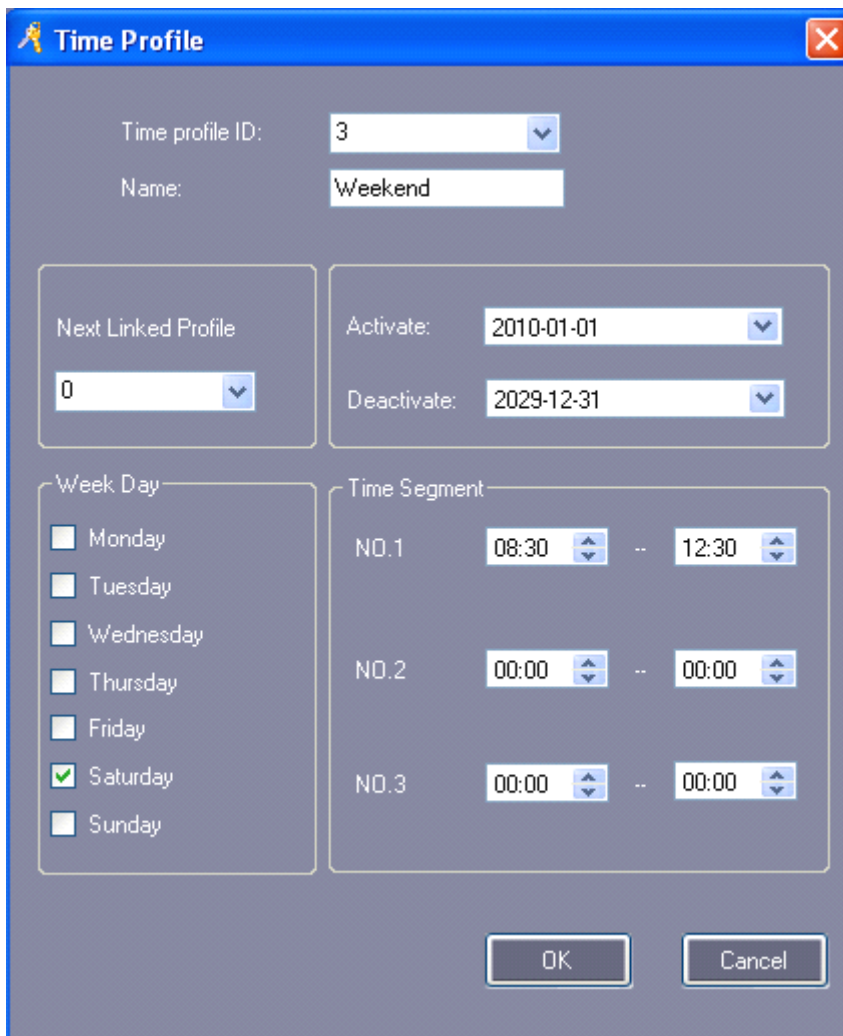 Time Profile
Time profile ID: 3
Name: Weekend
Next Linked Profile
0
Activate: 2010-01-01
Deactivate: 2029-12-31
Week Day
Monday
Tuesday
Wednesday
Thursday
Friday
Saturday
Sunday
Time Segment
NO.1 08:30 -- 12:30
NO.2 00:00 -- 00:00
NO.3 00:00 -- 00:00
OK Cancel